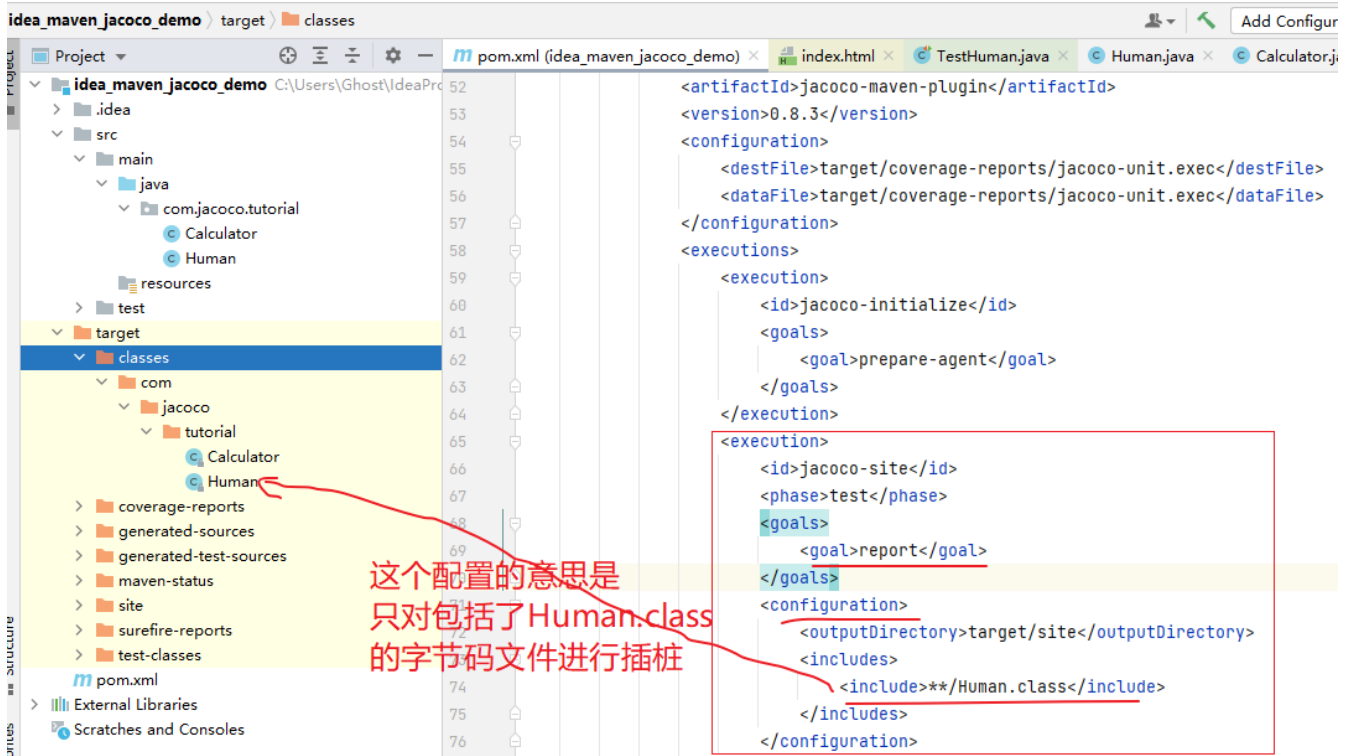 idea_maven_jacoco_demo target classes
Add Configur
Project
Project
pom.xml (idea_maven_jacoco_demo)
index.html
TestHuman.java
Human.java
Calculator.j
idea_maven_jacoco_demo C:\Users\Ghost\IdeaPr
.idea
src
main
java
com.jacoco.tutorial
Calculator
Human
resources
test
target
classes
com
jacoco
tutorial
Calculator
Human
coverage-reports
generated-sources
generated-test-sources
maven-status
site
surefire-reports
test-classes
pom.xml
External Libraries
Scratches and Consoles
Structure
52 <artifactId>jacoco-maven-plugin</artifactId>
53 <version>0.8.3</version>
54 <configuration>
55 <destFile>target/coverage-reports/jacoco-unit.exec</destFile>
56 <dataFile>target/coverage-reports/jacoco-unit.exec</dataFile>
57 </configuration>
58 <executions>
59 <execution>
60 <id>jacoco-initialize</id>
61 <goals>
62 <goal>prepare-agent</goal>
63 </goals>
64 </execution>
65 <execution>
66 <id>jacoco-site</id>
67 <phase>test</phase>
68 <goals>
69 <goal>report</goal>
</goals>
71 <configuration>
72 <outputDirectory>target/site</outputDirectory>
<includes>
74 <include>**/Human.class</include>
75 </includes>
76 </configuration>
这个配置的意思是
只对包括了Human.class
的字节码文件进行插桩